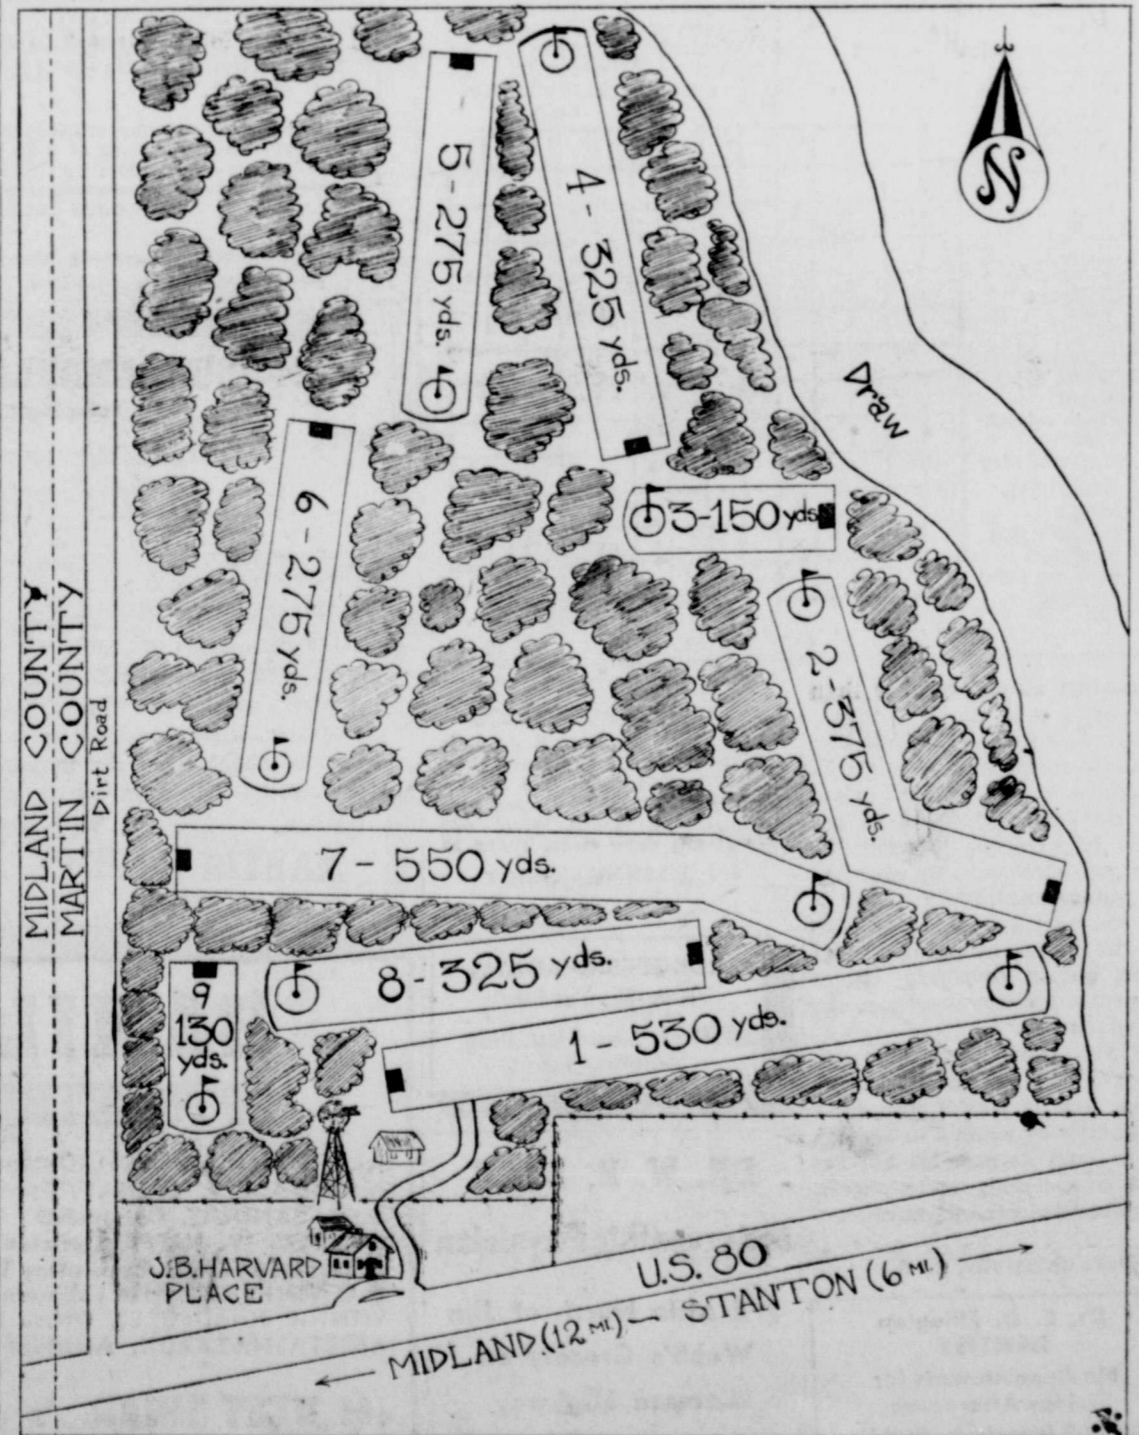 N
5-275 yds.
4-325 yds.
Draw
3-150 yds
6-275 yds.
2-375 yds.
MIDLAND COUNTY
MARTIN COUNTY
Dirt Road
7-550 yds.
8-325 yds.
9
130
yds.
1-530 yds.
J.B. HARVARD
PLACE
U.S. 80
MIDLAND (12 MI.) — STANTON (6 MI.)